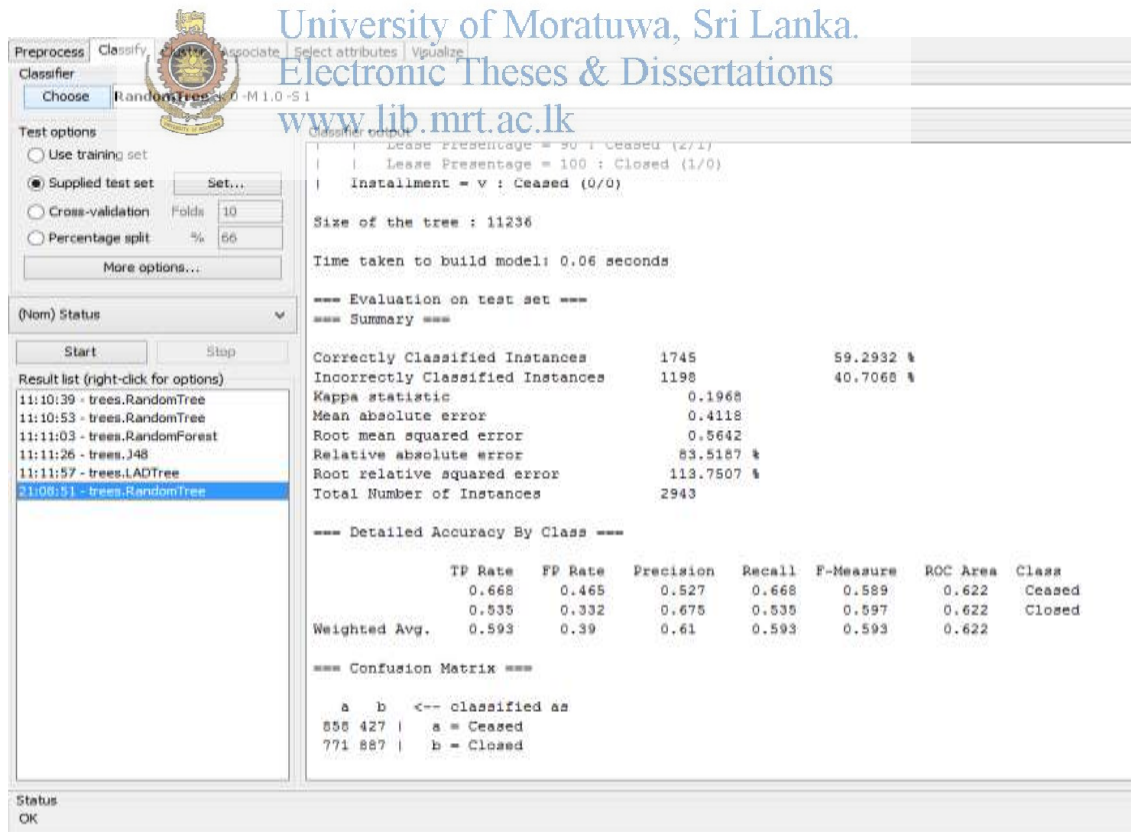 University of Moratuwa, Sri Lanka.
Electronic Theses & Dissertations
www.lib.mrt.ac.lk
Preprocess Classify Cluster Associate Select attributes Visualize
Classifier
Choose RandomTree -K 0 -M 1.0 -S 1
Test options
Use training set
Supplied test set Set...
Cross-validation Folds 10
Percentage split % 66
More options...
(Nom) Status
Start Stop
Result list (right-click for options)
11:10:39 - trees.RandomTree
11:10:53 - trees.RandomTree
11:11:03 - trees.RandomForest
11:11:26 - trees.J48
11:11:57 - trees.LADTree
21:08:51 - trees.RandomTree
Classifier output
| | Lease Presentage = 90 : Ceased (2/1)
| | Lease Presentage = 100 : Closed (1/0)
| Installment = v : Ceased (0/0)
Size of the tree : 11236
Time taken to build model: 0.06 seconds
=== Evaluation on test set ===
=== Summary ===
Correctly Classified Instances 1745 59.2932 %
Incorrectly Classified Instances 1198 40.7068 %
Kappa statistic 0.1968
Mean absolute error 0.4118
Root mean squared error 0.5642
Relative absolute error 83.5187 %
Root relative squared error 113.7507 %
Total Number of Instances 2943
=== Detailed Accuracy By Class ===
TP Rate FP Rate Precision Recall F-Measure ROC Area Class
0.668 0.465 0.527 0.668 0.589 0.622 Ceased
0.535 0.332 0.675 0.535 0.597 0.622 Closed
Weighted Avg. 0.593 0.39 0.61 0.593 0.593 0.622
=== Confusion Matrix ===
a b <-- classified as
858 427 | a = Ceased
771 887 | b = Closed
Status
OK